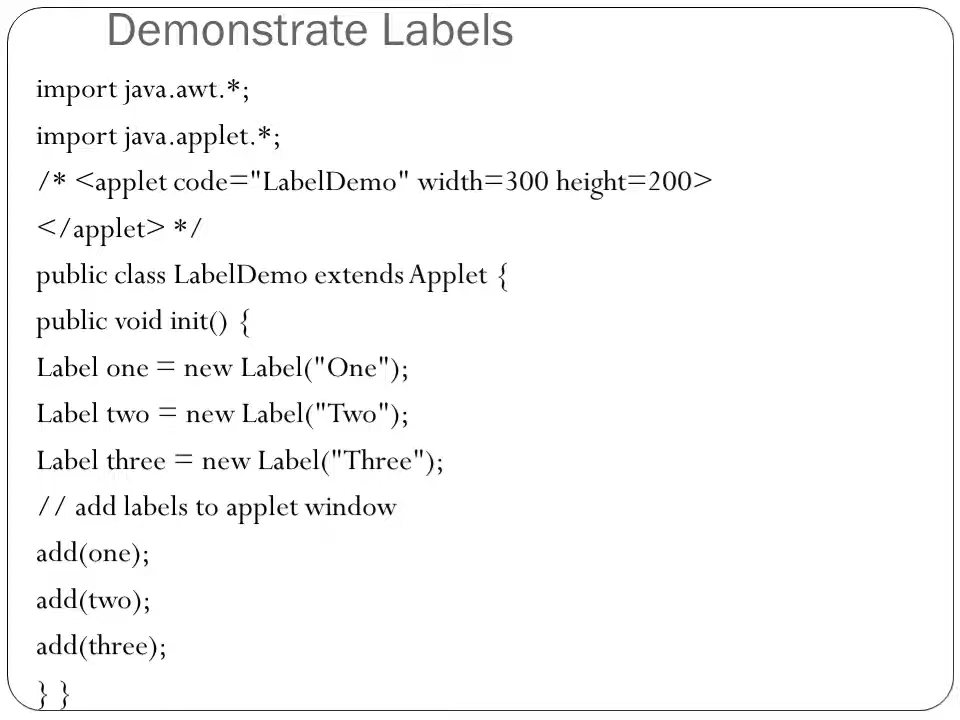 Demonstrate Labels
import java.awt.*;
import java.applet.*;
/* <applet code="LabelDemo" width=300 height=200>
</applet> */
public class LabelDemo extends Applet {
public void init() {
Label one = new Label("One");
Label two = new Label("Two");
Label three = new Label("Three");
// add labels to applet window
add(one);
add(two);
add(three);
} }